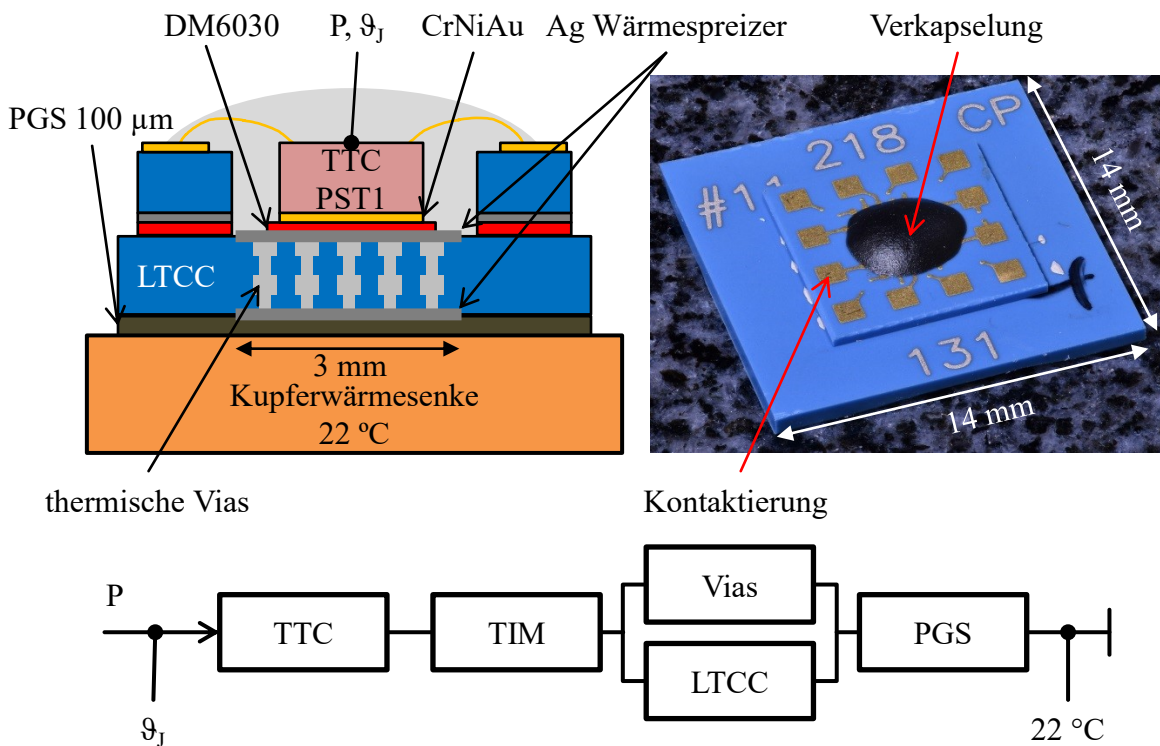 DM6030
P, ϑJ
CrNiAu
Ag Wärmespreizer
Verkapselung
PGS 100 µm
TTC
PST1
LTCC
3 mm
Kupferwärmesenke
22 ºC
218 CP
#11
131
14 mm
14 mm
thermische Vias
Kontaktierung
P
TTC
TIM
Vias
LTCC
PGS
ϑJ
22 °C